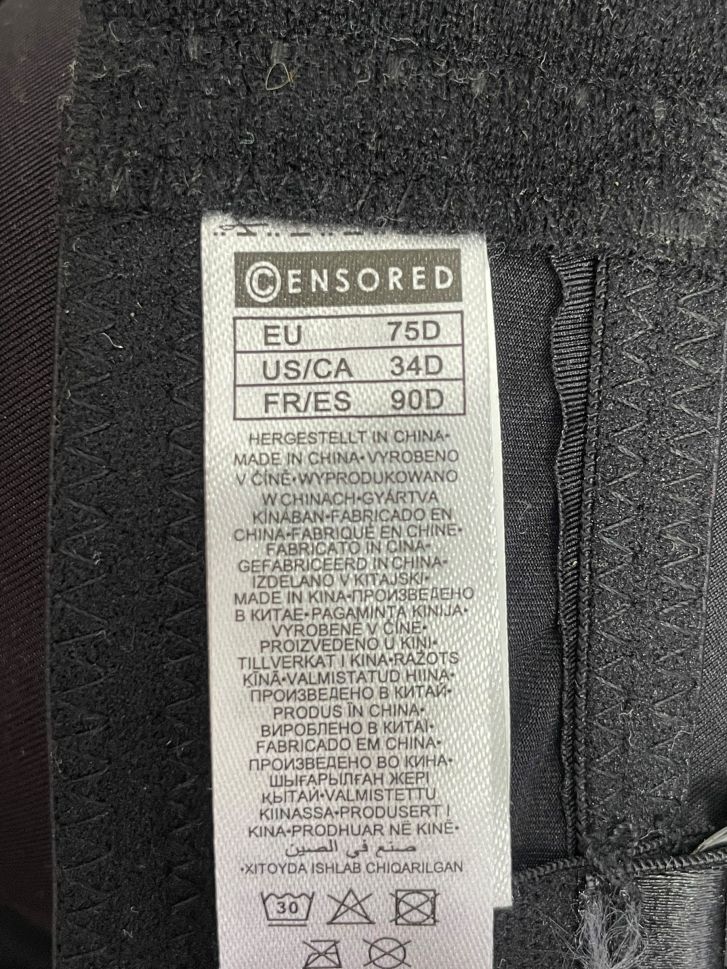 ©ENSORED
EU 75D
US/CA 34D
FR/ES 90D
HERGESTELLT IN CHINA•
MADE IN CHINA•VYROBENO
V ČÍNĚ•WYPRODUKOWANO
W CHINACH•GYÁRTVA
KÍNÁBAN•FABRICADO EN
CHINA•FABRIQUÉ EN CHINE•
FABBRICATO IN CINA•
GEFABRICEERD IN CHINA•
IZDELANO V KITAJSKI•
MADE IN KINA•ПРОИЗВЕДЕНО
В КИТАЕ•PAGAMINTA KINIJA•
VYROBENÉ V ČÍNE•
PROIZVEDENO U KINI•
TILLVERKAT I KINA•RAŽOTS
ĶĪNĀ•VALMISTATUD HIINA•
ПРОИЗВЕДЕНО В КИТАЙ•
PRODUS ÎN CHINA•
ВИРОБЛЕНО В КИТАЇ•
FABRICADO EM CHINA•
ПРОИЗВЕДЕНО ВО КИНА•
ШЫҒАРЫЛҒАН ЖЕРІ
ҚЫТАЙ•VALMISTETTU
KIINASSA•PRODUSERT I
KINA•PRODHUAR NË KINË•
صنع في الصين
•XITOYDA ISHLAB CHIQARILGAN
30